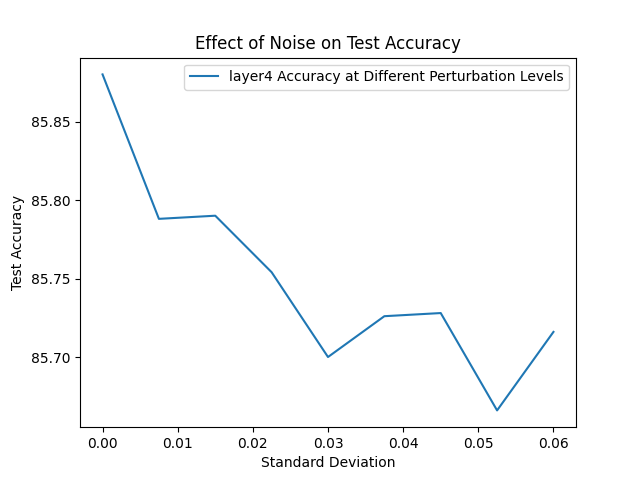 Effect of Noise on Test Accuracy
layer4 Accuracy at Different Perturbation Levels
Test Accuracy
85.85
85.80
85.75
85.70
0.00 0.01 0.02 0.03 0.04 0.05 0.06
Standard Deviation